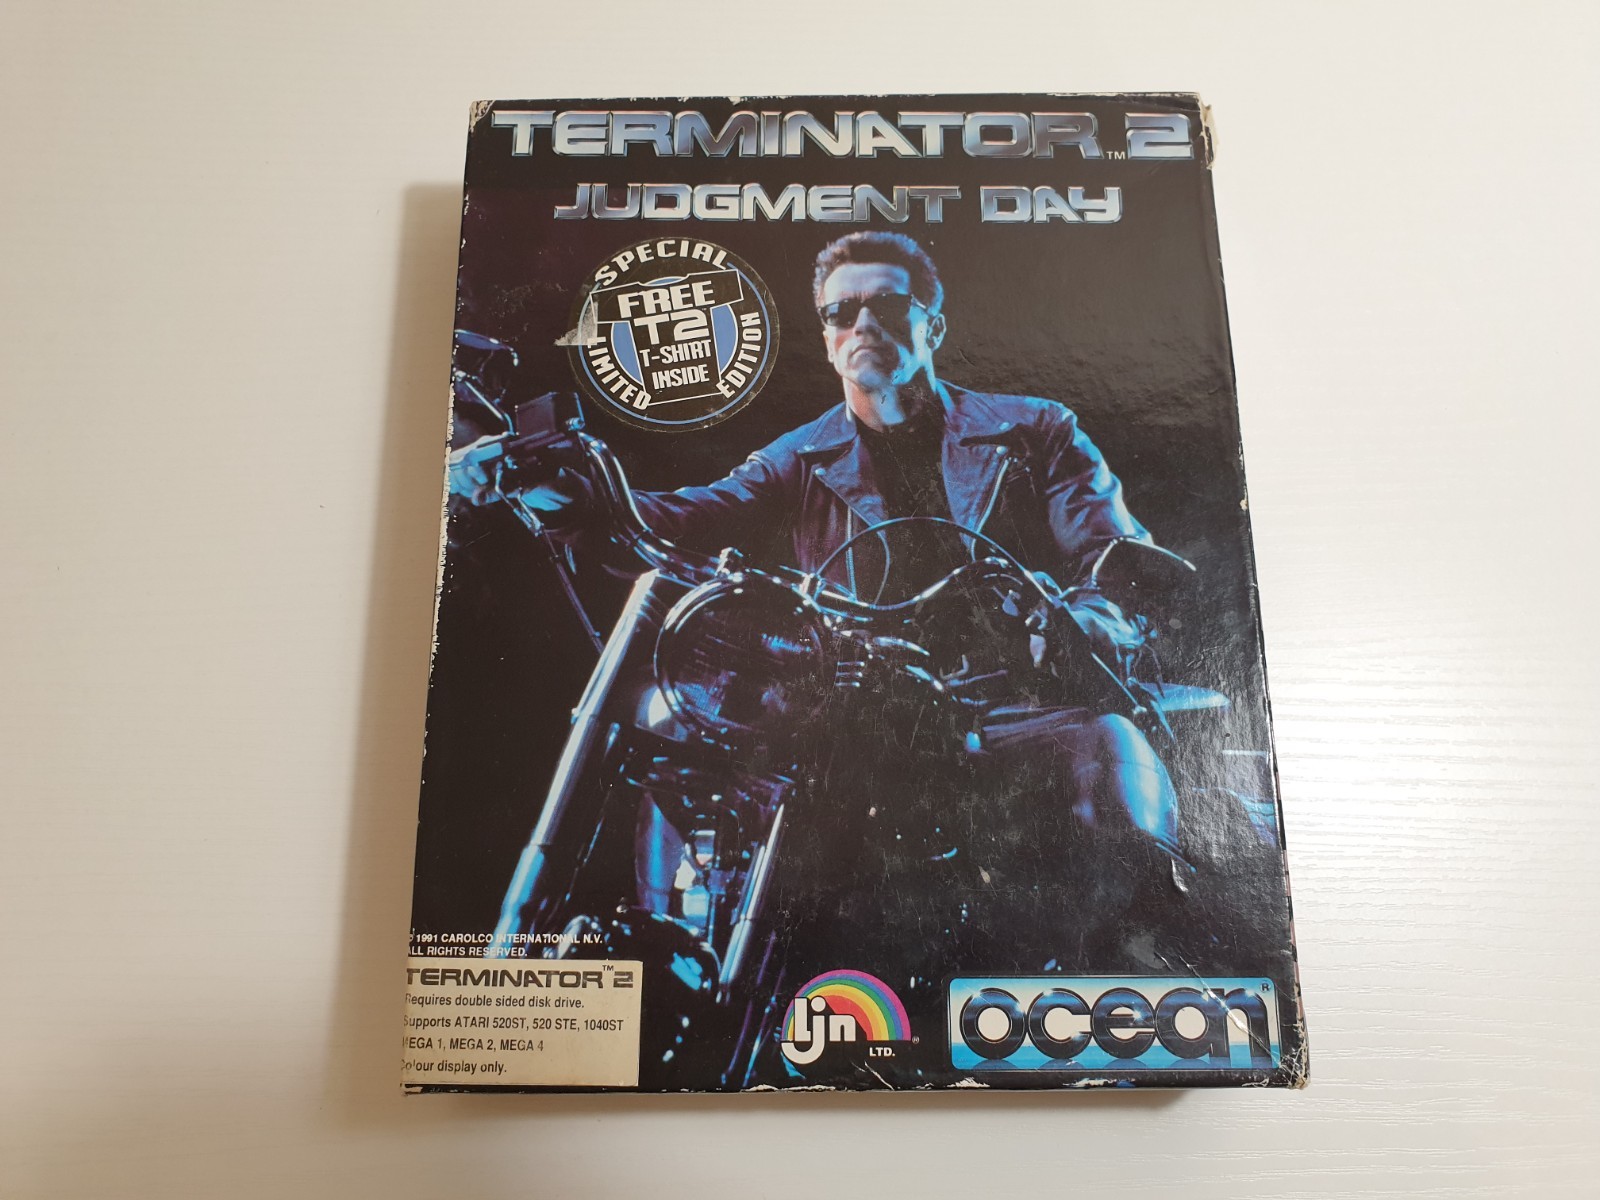 TERMINATOR™ 2
JUDGMENT DAY
SPECIAL
LIMITED
EDITION
FREE
T2
T-SHIRT
INSIDE
© 1991 CAROLCO INTERNATIONAL N.V.
ALL RIGHTS RESERVED.
TERMINATOR™ 2
Requires double sided disk drive.
Supports ATARI 520ST, 520 STE, 1040ST
MEGA 1, MEGA 2, MEGA 4
Colour display only.
LJN
LTD.
®
ocean®